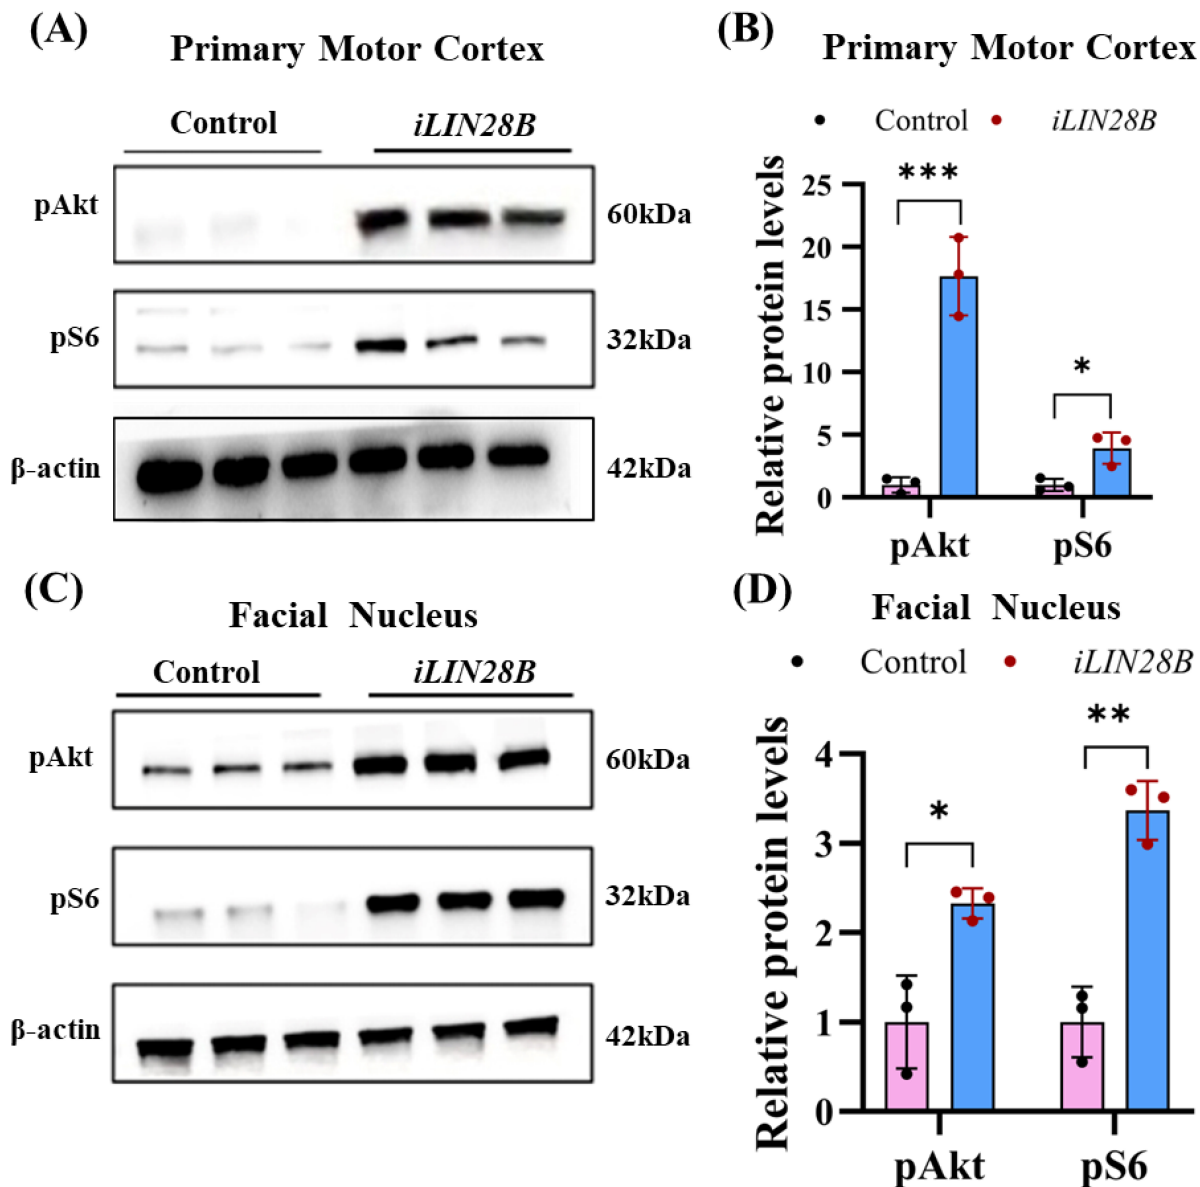 (A)
Primary Motor Cortex
Control iLIN28B
pAkt 60kDa
pS6 32kDa
β-actin 42kDa
(B)
Primary Motor Cortex
Control iLIN28B
Relative protein levels
25
20
15
10
5
0
***
*
pAkt pS6
(C)
Facial Nucleus
Control iLIN28B
pAkt 60kDa
pS6 32kDa
β-actin 42kDa
(D)
Facial Nucleus
Control iLIN28B
Relative protein levels
4
3
2
1
0
*
**
pAkt pS6